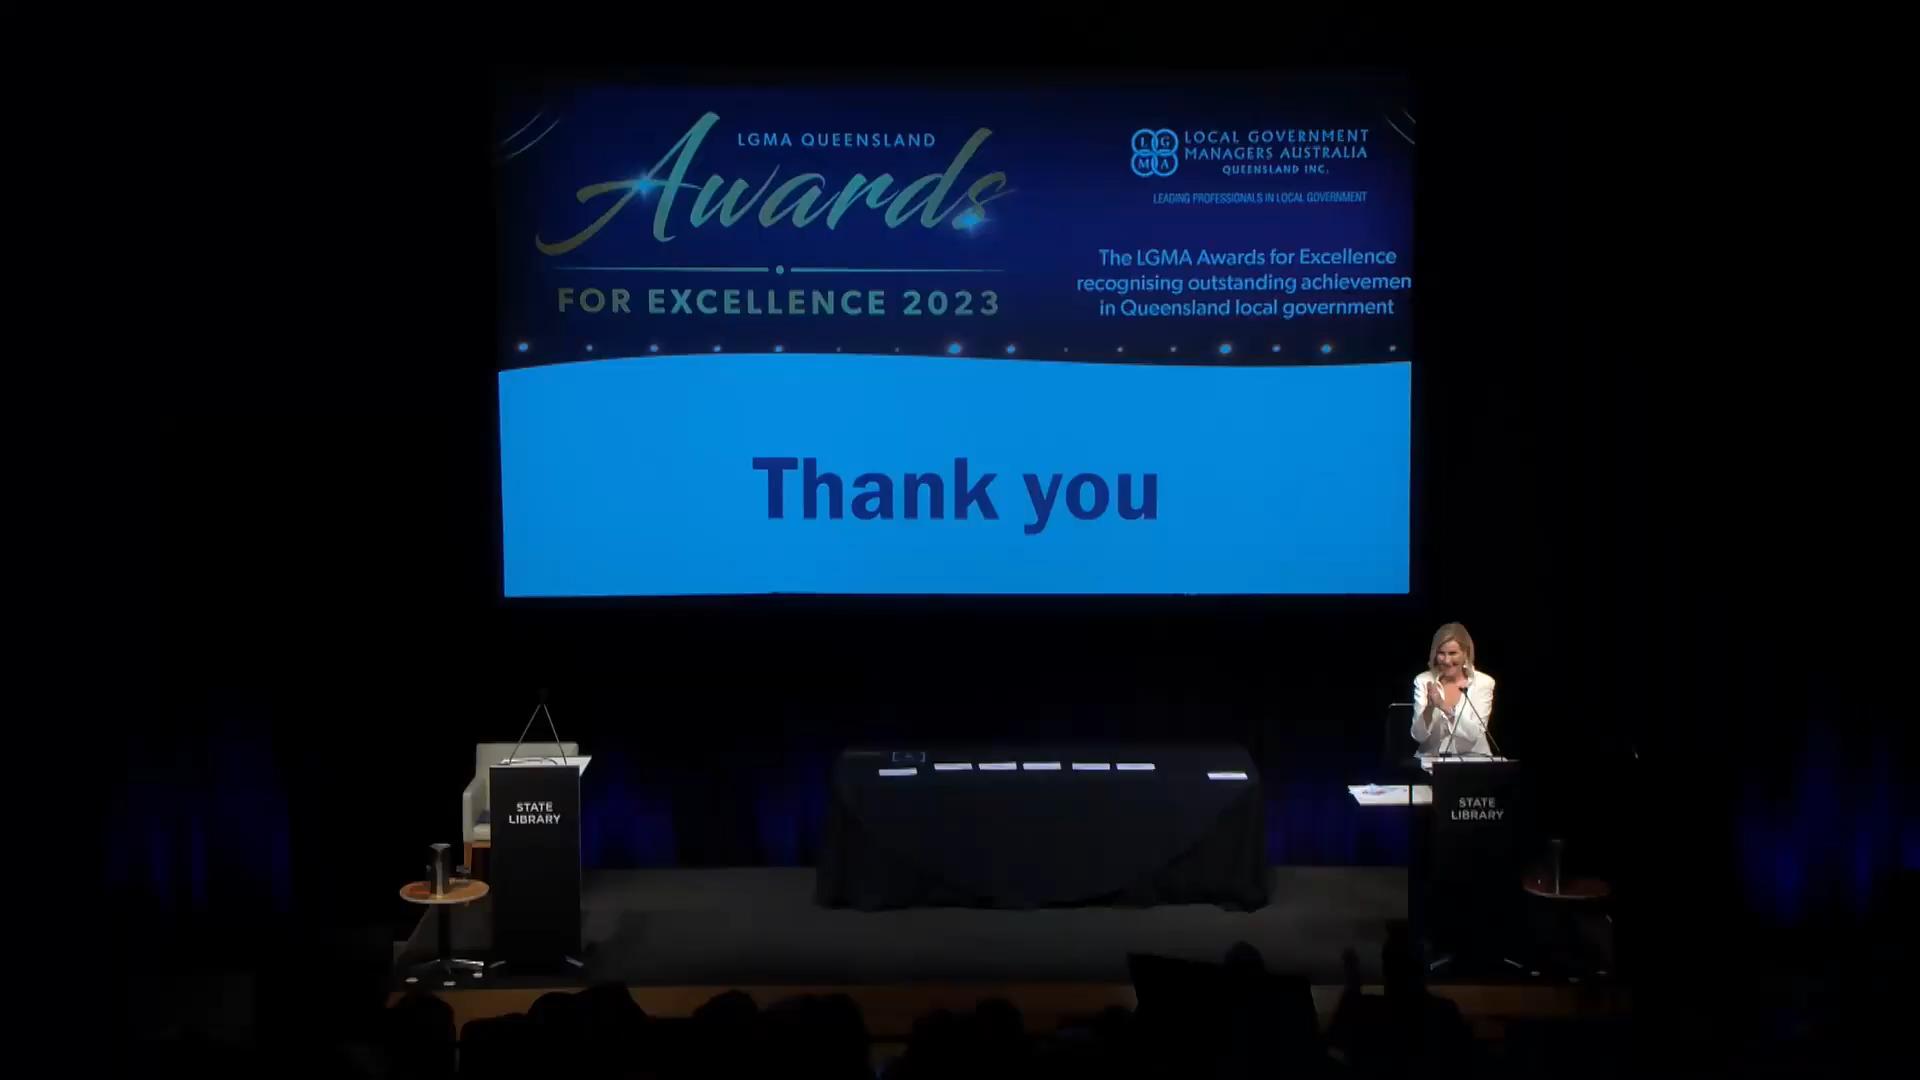 LGMA QUEENSLAND
Awards
FOR EXCELLENCE 2023
L G
M A
LOCAL GOVERNMENT
MANAGERS AUSTRALIA
QUEENSLAND INC.
LEADING PROFESSIONALS IN LOCAL GOVERNMENT
The LGMA Awards for Excellence
recognising outstanding achievemen
in Queensland local government
Thank you
STATE
LIBRARY
STATE
LIBRARY